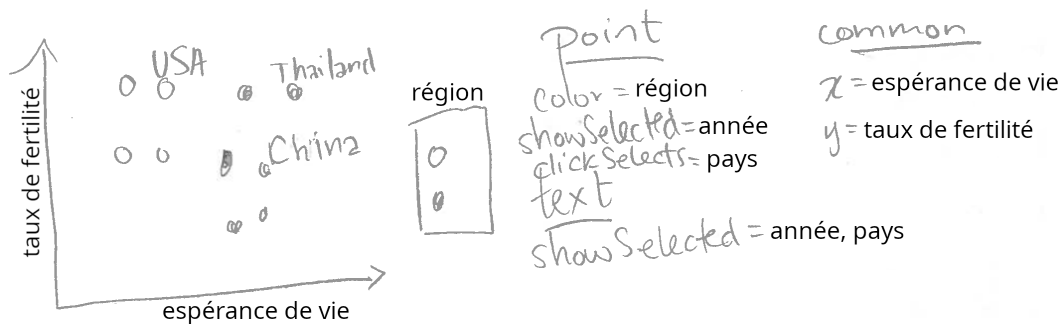 taux de fertilité
USA
Thailand
China
espérance de vie
région
point
color = région
showSelected = année
clickSelects = pays
text
showSelected = année, pays
common
x = espérance de vie
y = taux de fertilité